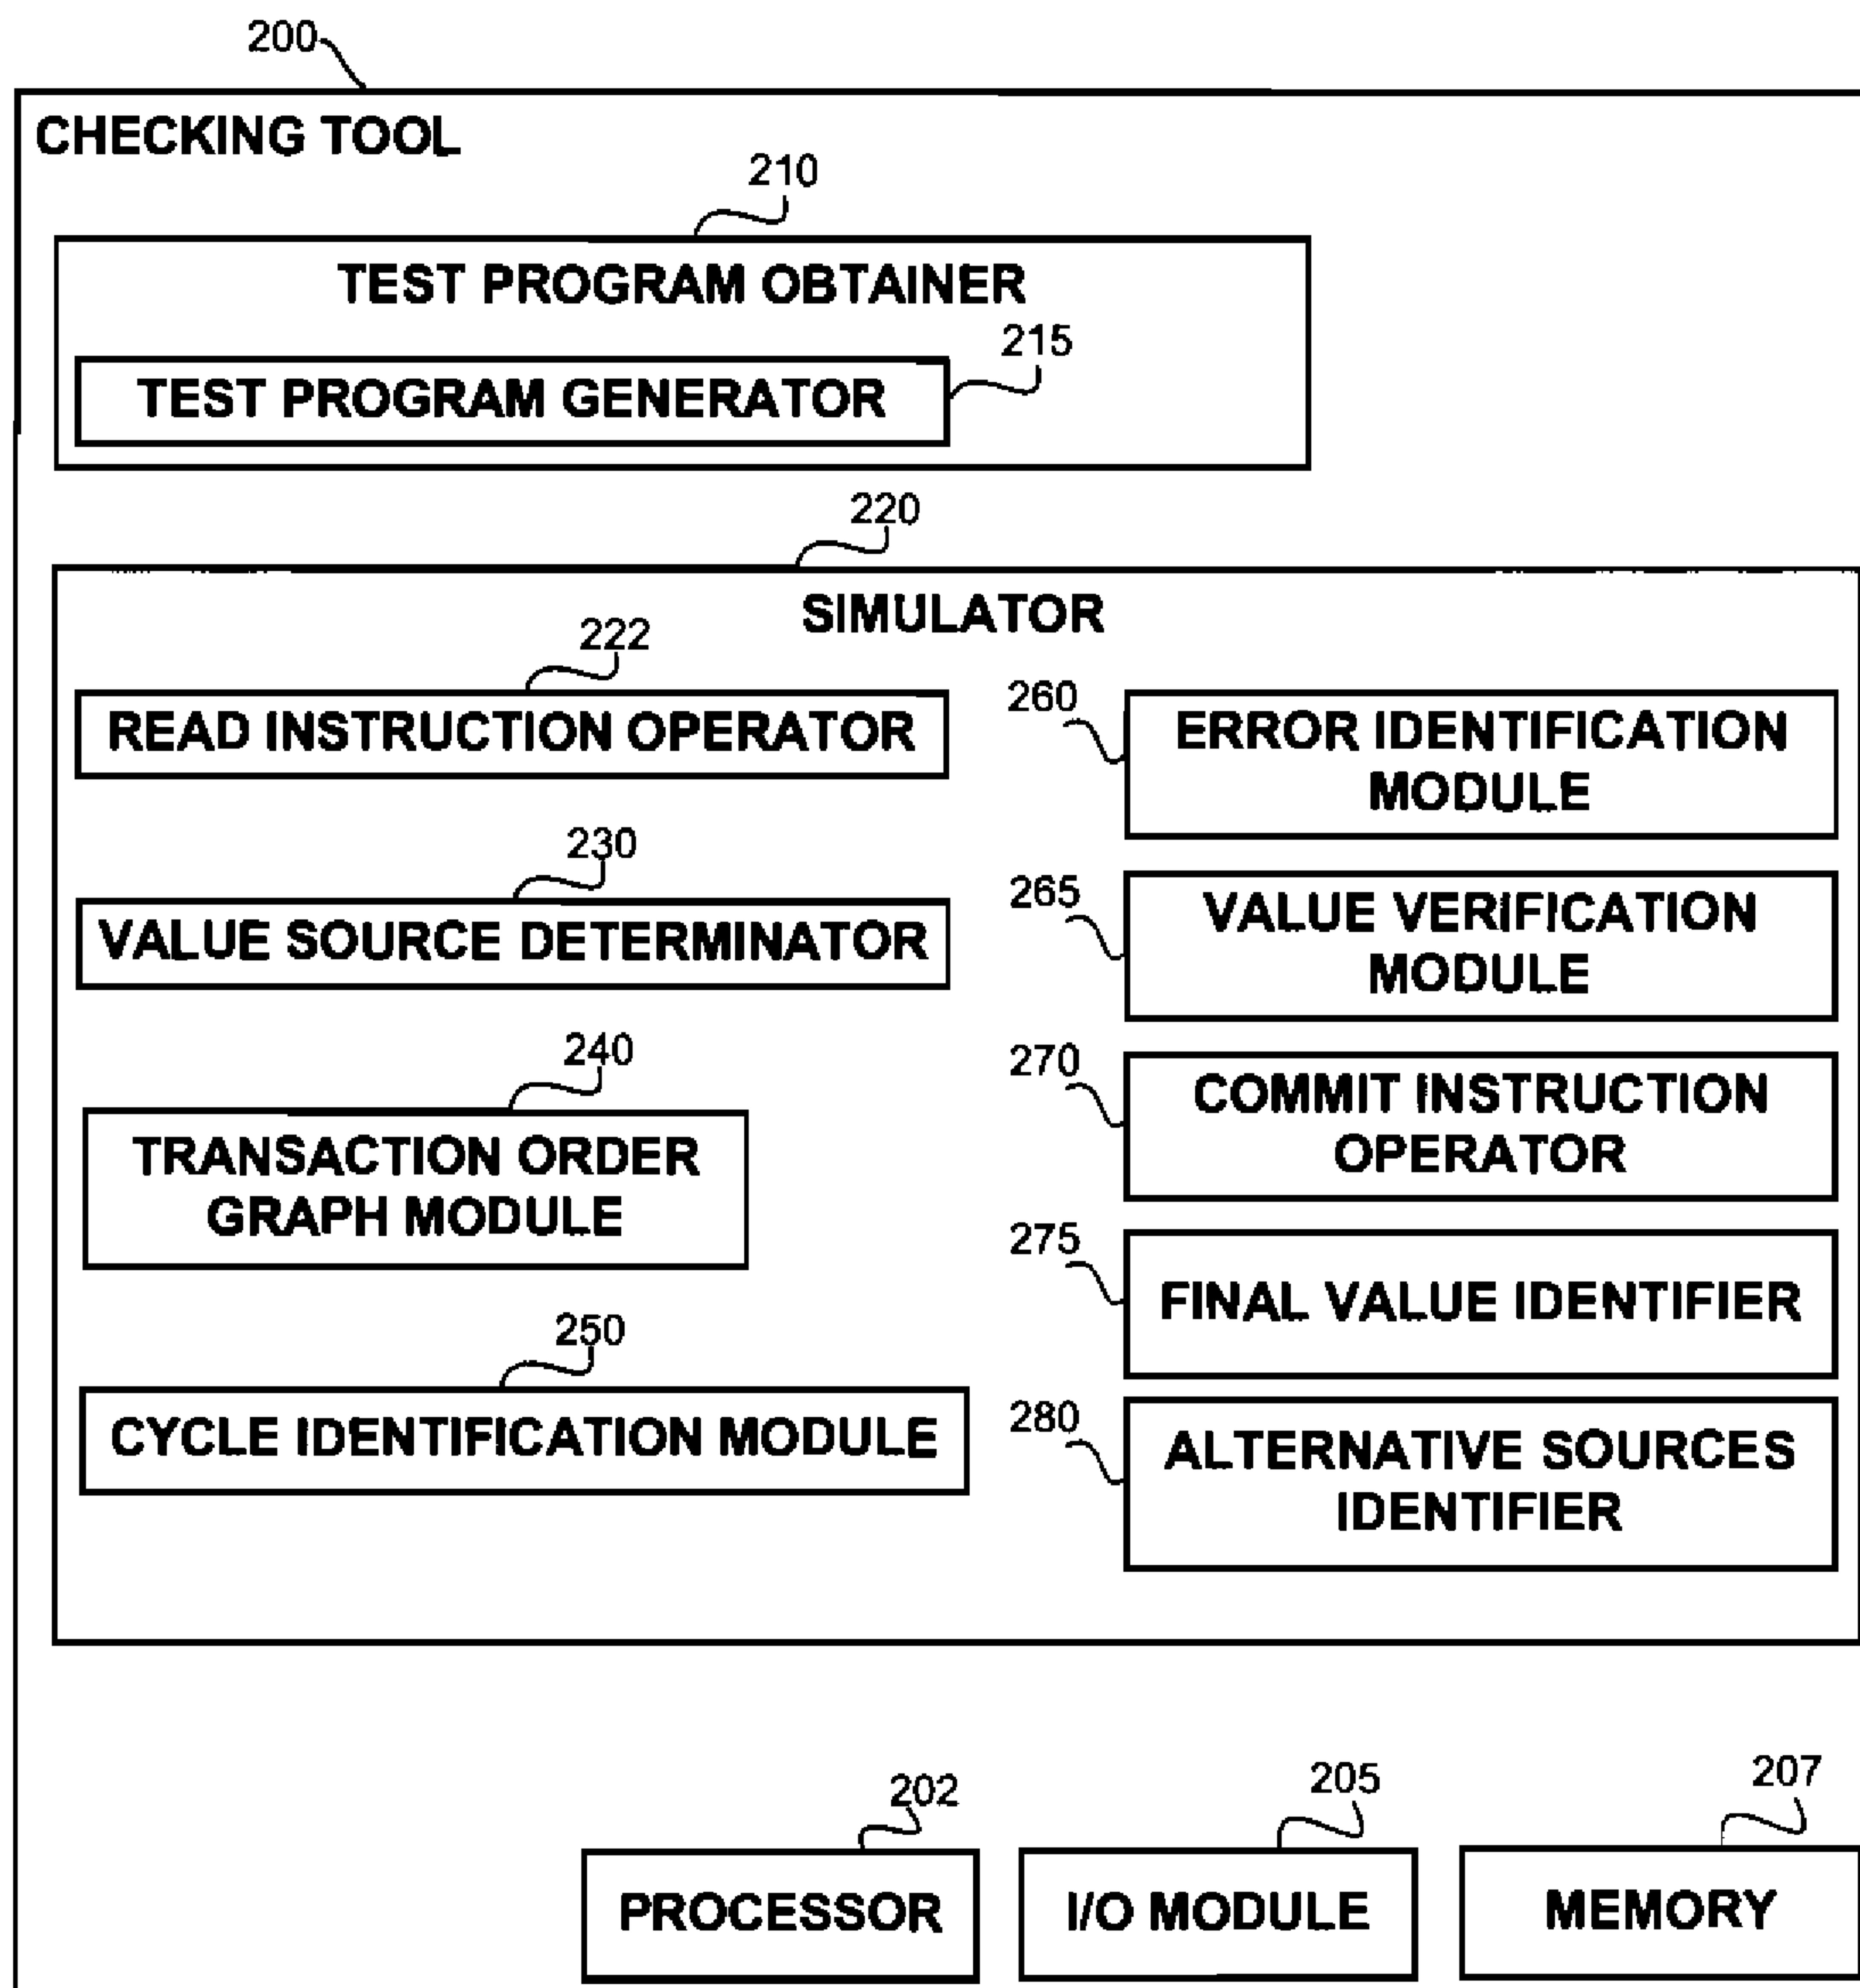 200
CHECKING TOOL
210
TEST PROGRAM OBTAINER
215
TEST PROGRAM GENERATOR
220
SIMULATOR
222
READ INSTRUCTION OPERATOR
230
VALUE SOURCE DETERMINATOR
240
TRANSACTION ORDER
GRAPH MODULE
250
CYCLE IDENTIFICATION MODULE
260
ERROR IDENTIFICATION
MODULE
265
VALUE VERIFICATION
MODULE
270
COMMIT INSTRUCTION
OPERATOR
275
FINAL VALUE IDENTIFIER
280
ALTERNATIVE SOURCES
IDENTIFIER
202
PROCESSOR
205
I/O MODULE
207
MEMORY